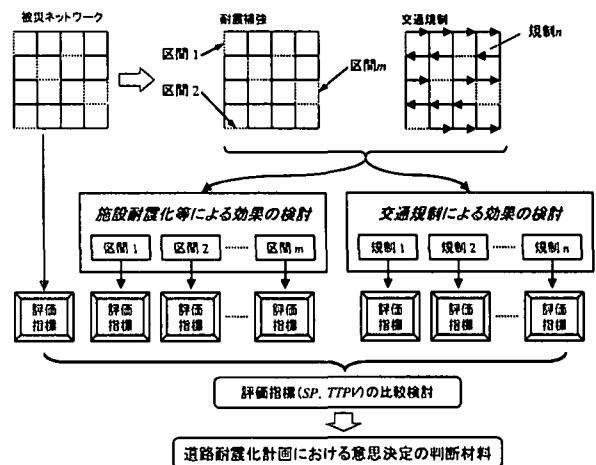 被災ネットワーク
耐震補強
交通規制
区間1
区間2
区間m
規制n
施設耐震化等による効果の検討
区間1 区間2 …… 区間m
交通規制による効果の検討
規制1 規制2 …… 規制n
評価
指標
評価
指標
評価
指標
……
評価
指標
評価
指標
評価
指標
……
評価
指標
評価指標(SP, TTPV)の比較検討
道路耐震化計画における意思決定の判断材料